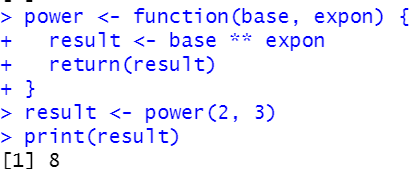 > power <- function(base, expon) {
+   result <- base ** expon
+   return(result)
+ }
> result <- power(2, 3)
> print(result)
[1] 8